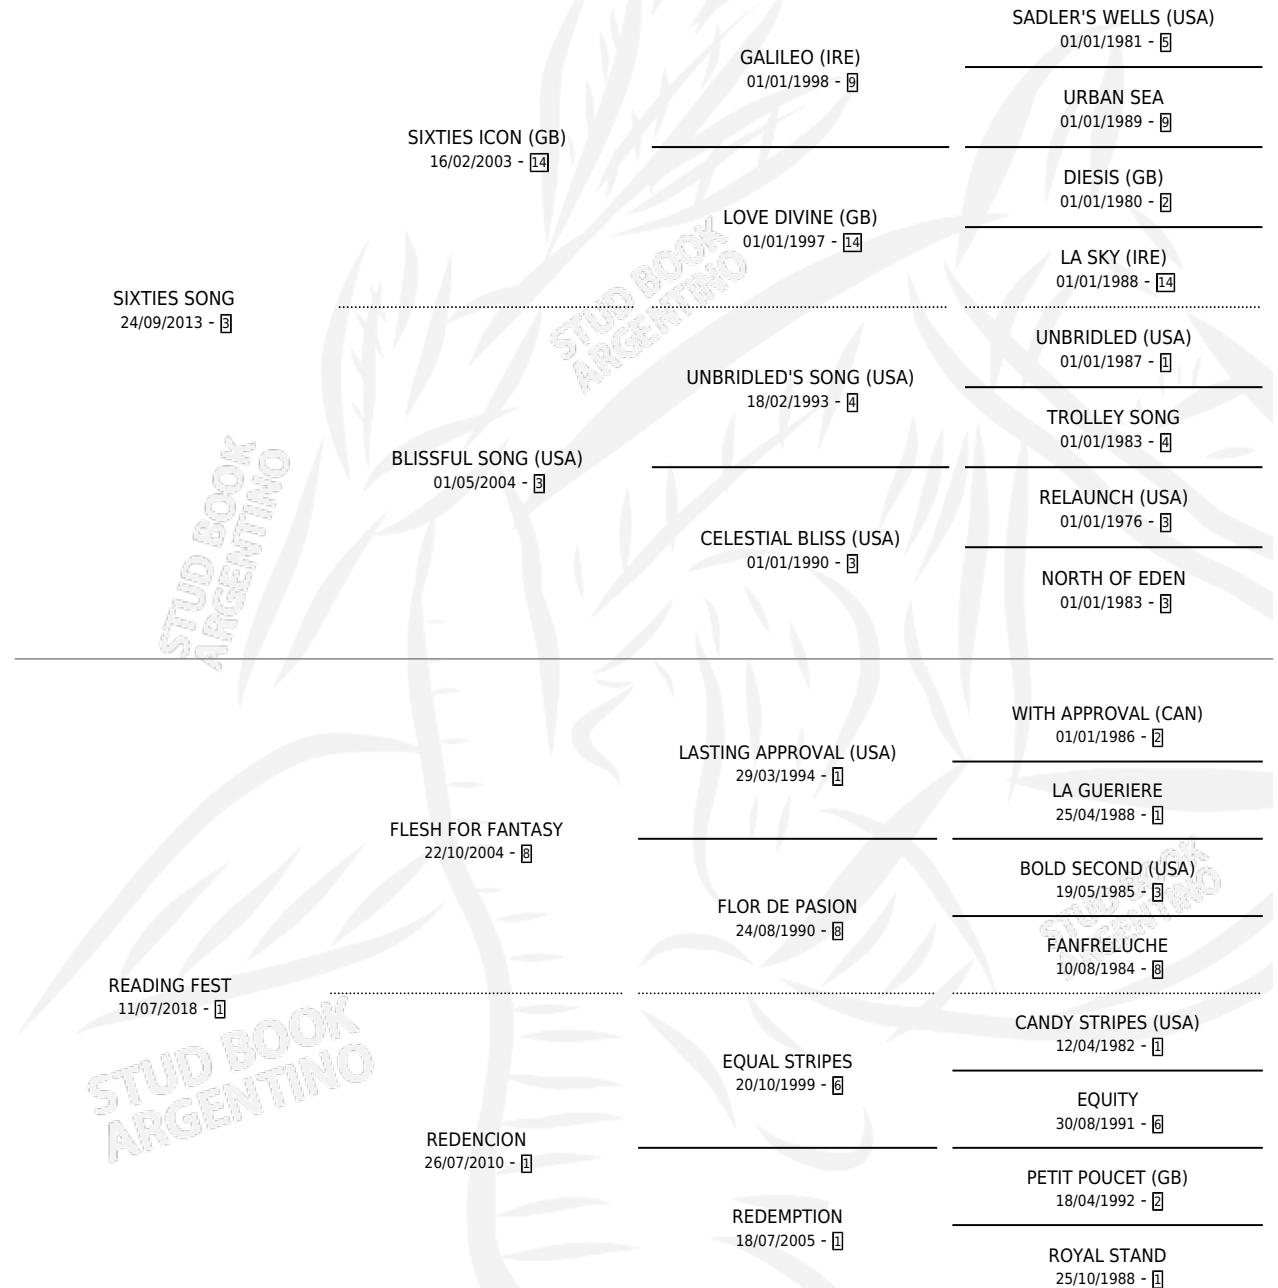 SADLER'S WELLS (USA)
01/01/1981 - 5
GALILEO (IRE)
01/01/1998 - 9
URBAN SEA
01/01/1989 - 9
SIXTIES ICON (GB)
16/02/2003 - 14
DIESIS (GB)
01/01/1980 - 2
LOVE DIVINE (GB)
01/01/1997 - 14
LA SKY (IRE)
01/01/1988 - 14
SIXTIES SONG
24/09/2013 - 3
UNBRIDLED (USA)
01/01/1987 - 1
UNBRIDLED'S SONG (USA)
18/02/1993 - 4
TROLLEY SONG
01/01/1983 - 4
BLISSFUL SONG (USA)
01/05/2004 - 3
RELAUNCH (USA)
01/01/1976 - 3
CELESTIAL BLISS (USA)
01/01/1990 - 3
NORTH OF EDEN
01/01/1983 - 3
WITH APPROVAL (CAN)
01/01/1986 - 2
LASTING APPROVAL (USA)
29/03/1994 - 1
LA GUERIERE
25/04/1988 - 1
FLESH FOR FANTASY
22/10/2004 - 8
BOLD SECOND (USA)
19/05/1985 - 3
FLOR DE PASION
24/08/1990 - 8
FANFRELUCHE
10/08/1984 - 8
READING FEST
11/07/2018 - 1
CANDY STRIPES (USA)
12/04/1982 - 1
EQUAL STRIPES
20/10/1999 - 6
EQUITY
30/08/1991 - 6
REDENCION
26/07/2010 - 1
PETIT POUCET (GB)
18/04/1992 - 2
REDEMPTION
18/07/2005 - 1
ROYAL STAND
25/10/1988 - 1
STUD BOOK
ARGENTINO
STUD BOOK
ARGENTINO
STUD BOOK
ARGENTINO
STUD BOOK
ARGENTINO